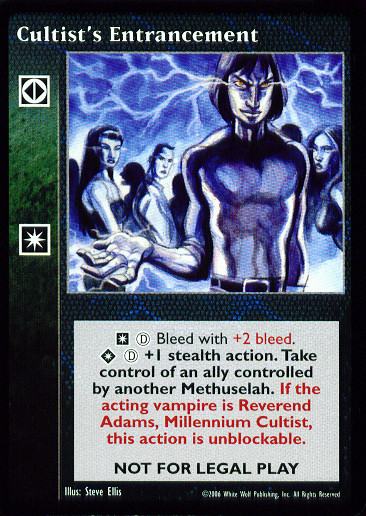 Cultist's Entrancement
Ⓓ Bleed with +2 bleed.
Ⓓ +1 stealth action. Take
control of an ally controlled
by another Methuselah. If the
acting vampire is Reverend
Adams, Millennium Cultist,
this action is unblockable.
NOT FOR LEGAL PLAY
Illus: Steve Ellis
©2006 White Wolf Publishing, Inc. All Rights Reserved